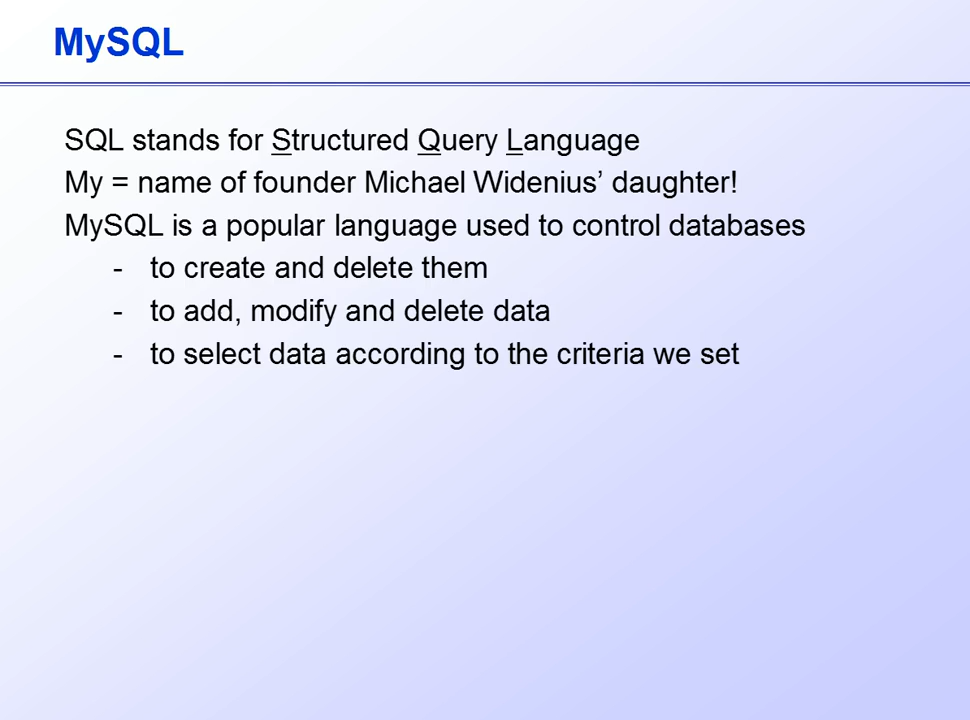 MySQL
SQL stands for Structured Query Language
My = name of founder Michael Widenius’ daughter!
MySQL is a popular language used to control databases
- to create and delete them
- to add, modify and delete data
- to select data according to the criteria we set